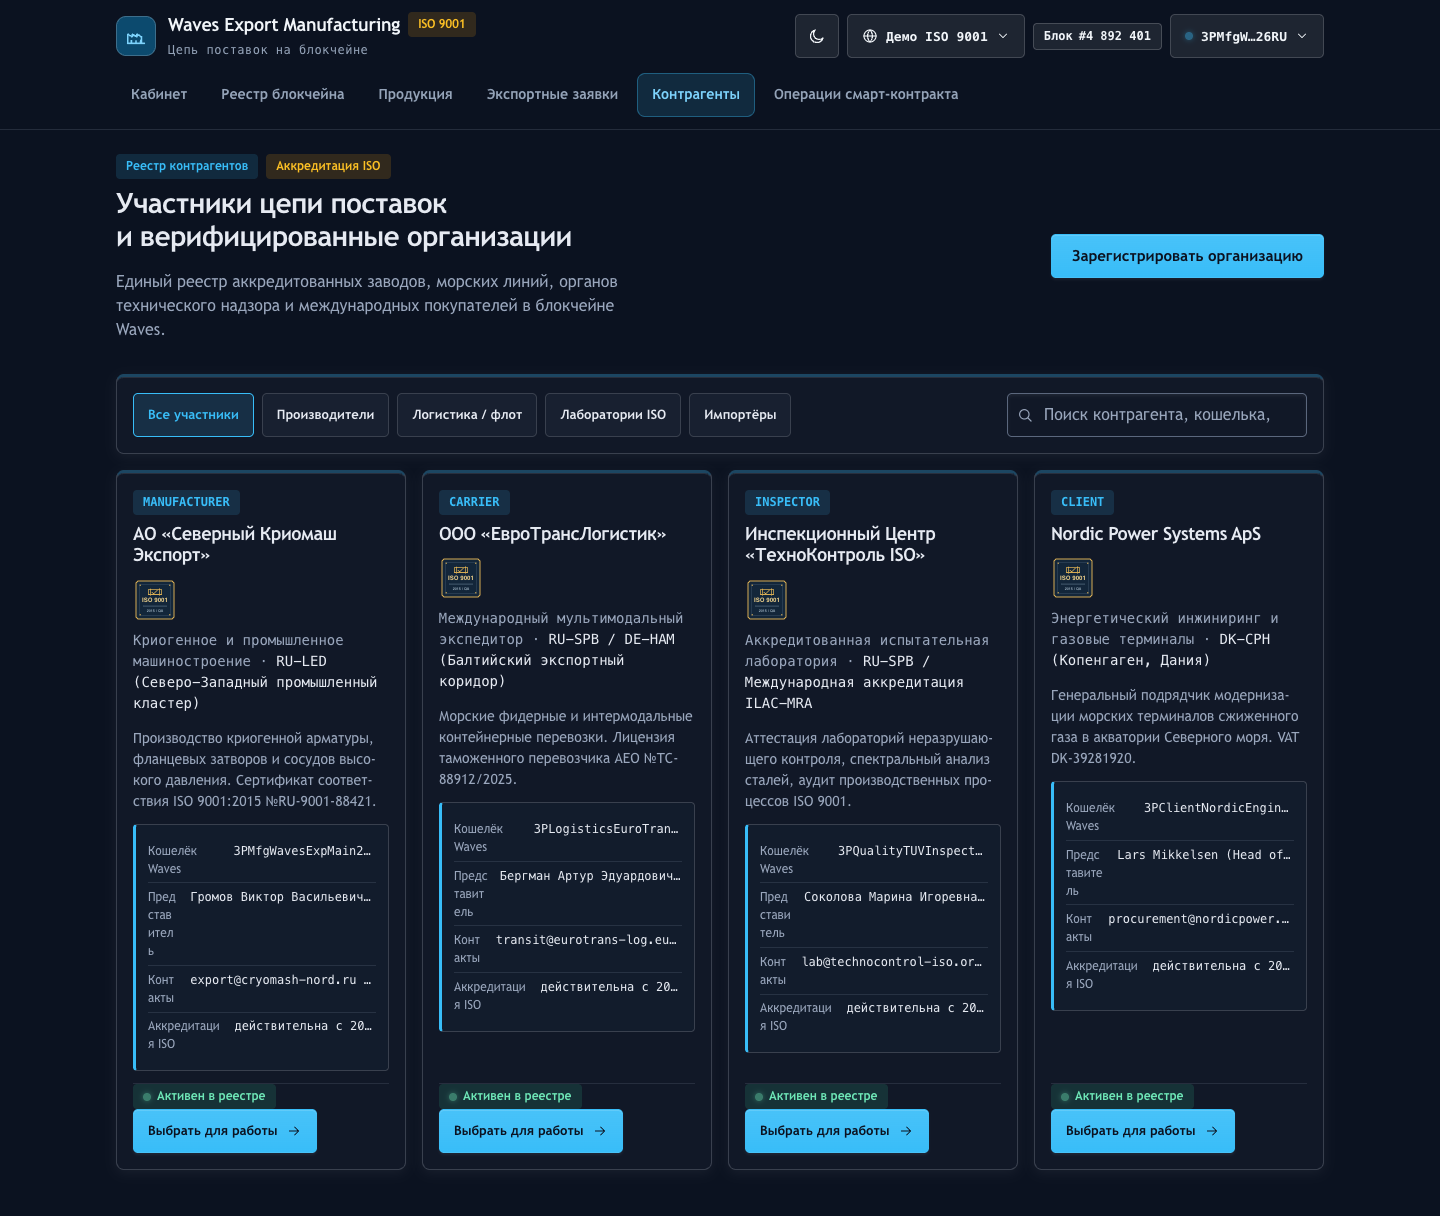 Waves Export Manufacturing ISO 9001
Цепь поставок на блокчейне
Демо ISO 9001
Блок #4 892 401
3PMfgW…26RU
Кабинет
Реестр блокчейна
Продукция
Экспортные заявки
Контрагенты
Операции смарт-контракта
Реестр контрагентов
Аккредитация ISO
Участники цепи поставок
и верифицированные организации
Единый реестр аккредитованных заводов, морских линий, органов
технического надзора и международных покупателей в блокчейне
Waves.
Зарегистрировать организацию
Все участники
Производители
Логистика / флот
Лаборатории ISO
Импортёры
Поиск контрагента, кошелька,
MANUFACTURER
АО «Северный Криомаш
Экспорт»
ISO 9001
Криогенное и промышленное
машиностроение · RU-LED
(Северо-Западный промышленный
кластер)
Производство криогенной арматуры,
фланцевых затворов и сосудов высо-
кого давления. Сертификат соответ-
ствия ISO 9001:2015 №RU-9001-88421.
Кошелёк
Waves
3PMfgWavesExpMain2…
Пред
став
ител
ь
Громов Виктор Васильевич…
Конт
акты
export@cryomash-nord.ru …
Аккредитаци
я ISO
действительна с 20…
Активен в реестре
Выбрать для работы
CARRIER
ООО «ЕвроТрансЛогистик»
ISO 9001
Международный мультимодальный
экспедитор · RU-SPB / DE-HAM
(Балтийский экспортный
коридор)
Морские фидерные и интермодальные
контейнерные перевозки. Лицензия
таможенного перевозчика АЕО №ТС-
88912/2025.
Кошелёк
Waves
3PLogisticsEuroTran…
Предс
тавит
ель
Бергман Артур Эдуардович…
Конт
акты
transit@eurotrans-log.eu…
Аккредитаци
я ISO
действительна с 20…
Активен в реестре
Выбрать для работы
INSPECTOR
Инспекционный Центр
«ТехноКонтроль ISO»
ISO 9001
Аккредитованная испытательная
лаборатория · RU-SPB /
Международная аккредитация
ILAC-MRA
Аттестация лабораторий неразрушаю-
щего контроля, спектральный анализ
сталей, аудит производственных про-
цессов ISO 9001.
Кошелёк
Waves
3PQualityTUVInspect…
Пред
стави
тель
Соколова Марина Игоревна…
Конт
акты
lab@technocontrol-iso.or…
Аккредитаци
я ISO
действительна с 20…
Активен в реестре
Выбрать для работы
CLIENT
Nordic Power Systems ApS
ISO 9001
Энергетический инжиниринг и
газовые терминалы · DK-CPH
(Копенгаген, Дания)
Генеральный подрядчик модерниза-
ции морских терминалов сжиженного
газа в акватории Северного моря. VAT
DK-39281920.
Кошелёк
Waves
3PClientNordicEngin…
Предс
тавите
ль
Lars Mikkelsen (Head of…
Конт
акты
procurement@nordicpower.…
Аккредитаци
я ISO
действительна с 20…
Активен в реестре
Выбрать для работы